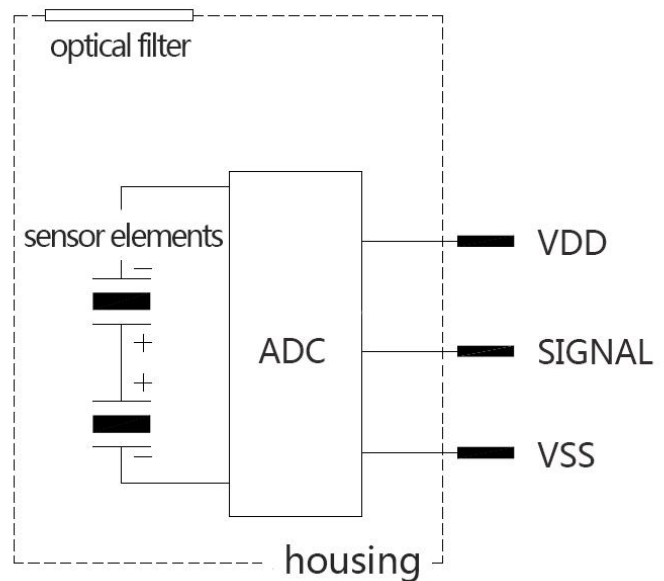 optical filter
sensor elements
−
+
+
−
ADC
VDD
SIGNAL
VSS
housing